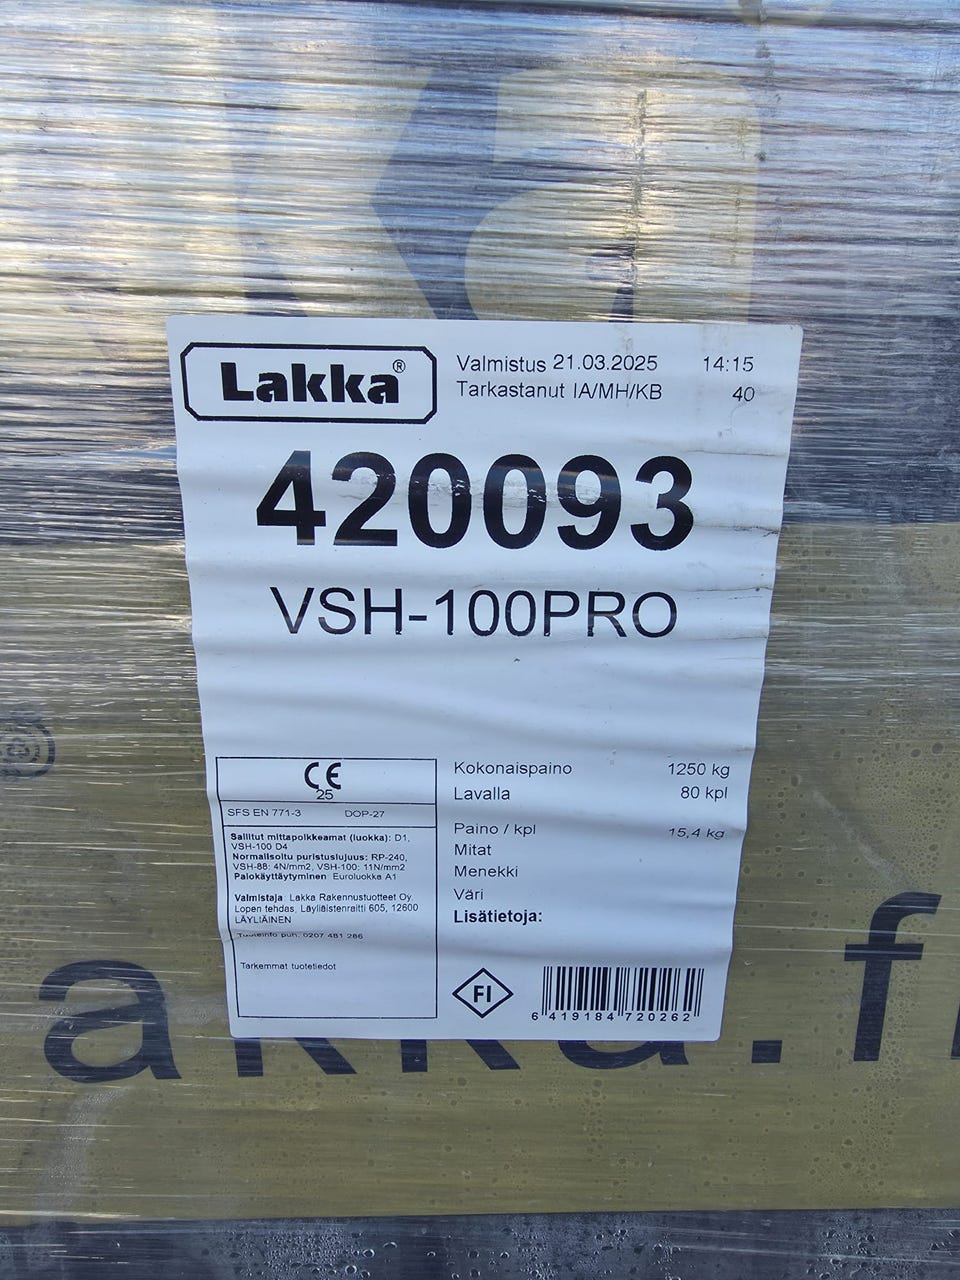 Lakka®
Valmistus 21.03.2025 14:15
Tarkastanut IA/MH/KB 40
420093
VSH-100PRO
CE
25
SFS EN 771-3 DOP-27
Sallitut mittapoikkeamat (luokka): D1,
VSH-100 D4
Normalisoitu puristuslujuus: RP-240,
VSH-88: 4N/mm2, VSH-100: 11N/mm2
Palokäyttäytyminen: Euroluokka A1
Valmistaja: Lakka Rakennustuotteet Oy,
Lopen tehdas, Läyliäistenraitti 605, 12600
LÄYLIÄINEN
Tuoteinfo puh. 0207 481 286
Tarkemmat tuotetiedot
Kokonaispaino 1250 kg
Lavalla 80 kpl
Paino / kpl 15,4 kg
Mitat
Menekki
Väri
Lisätietoja:
FI
6 419184 720262
akka.fi